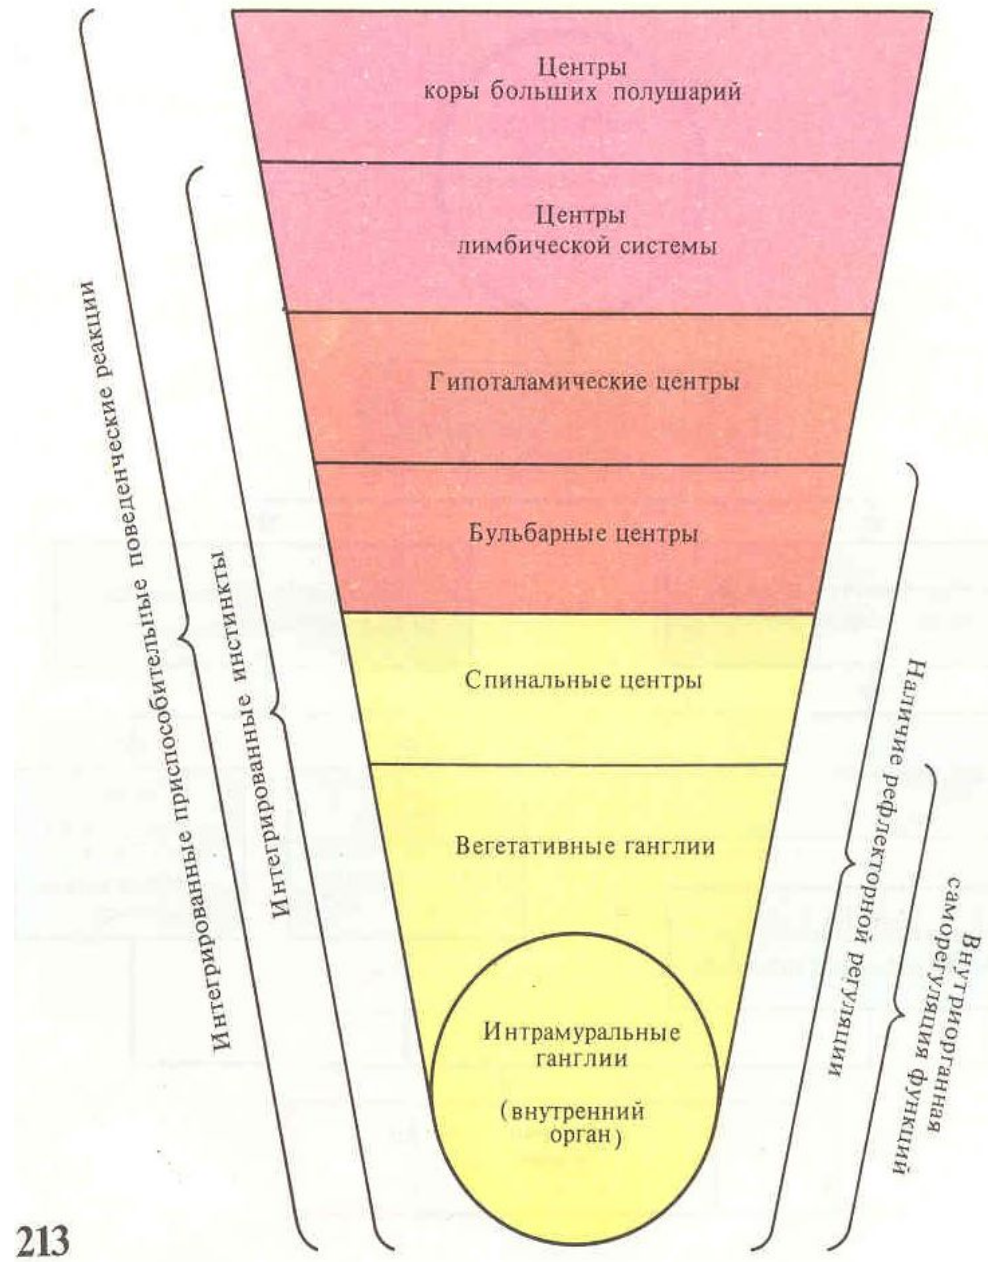 Центры
коры больших полушарий
Центры
лимбической системы
Гипоталамические центры
Бульбарные центры
Спинальные центры
Вегетативные ганглии
Интрамуральные
ганглии
(внутренний
орган)
Интегрированные приспособительные поведенческие реакции
Интегрированные инстинкты
Наличие рефлекторной регуляции
Внутриорганная
саморегуляция функций
213